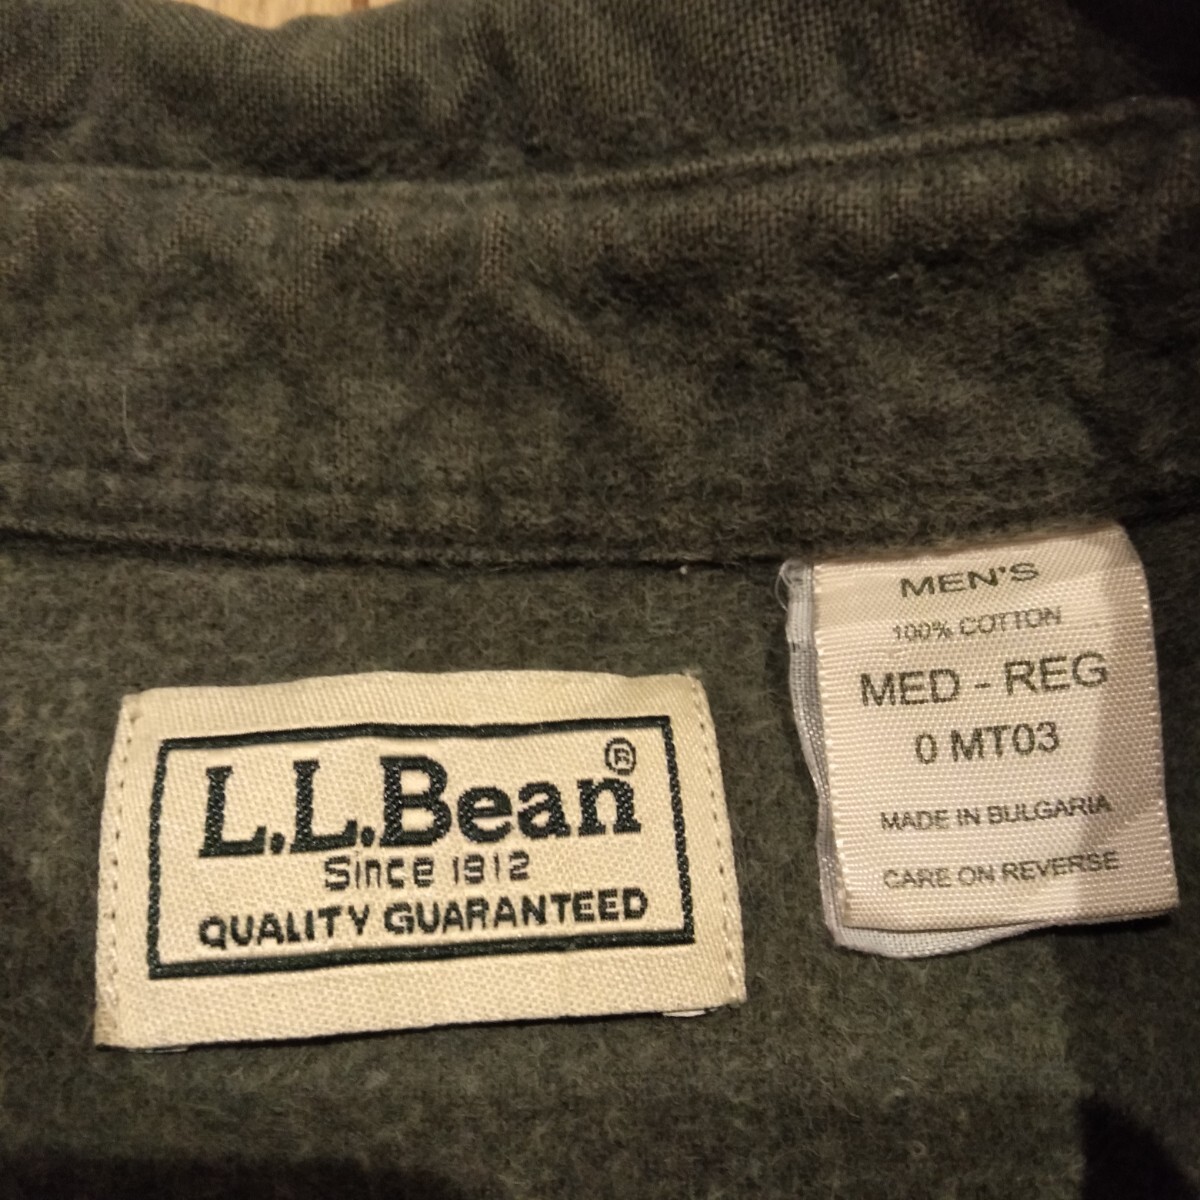 L.L.Bean®
Since 1912
QUALITY GUARANTEED
MEN'S
100% COTTON
MED - REG
0 MT03
MADE IN BULGARIA
CARE ON REVERSE